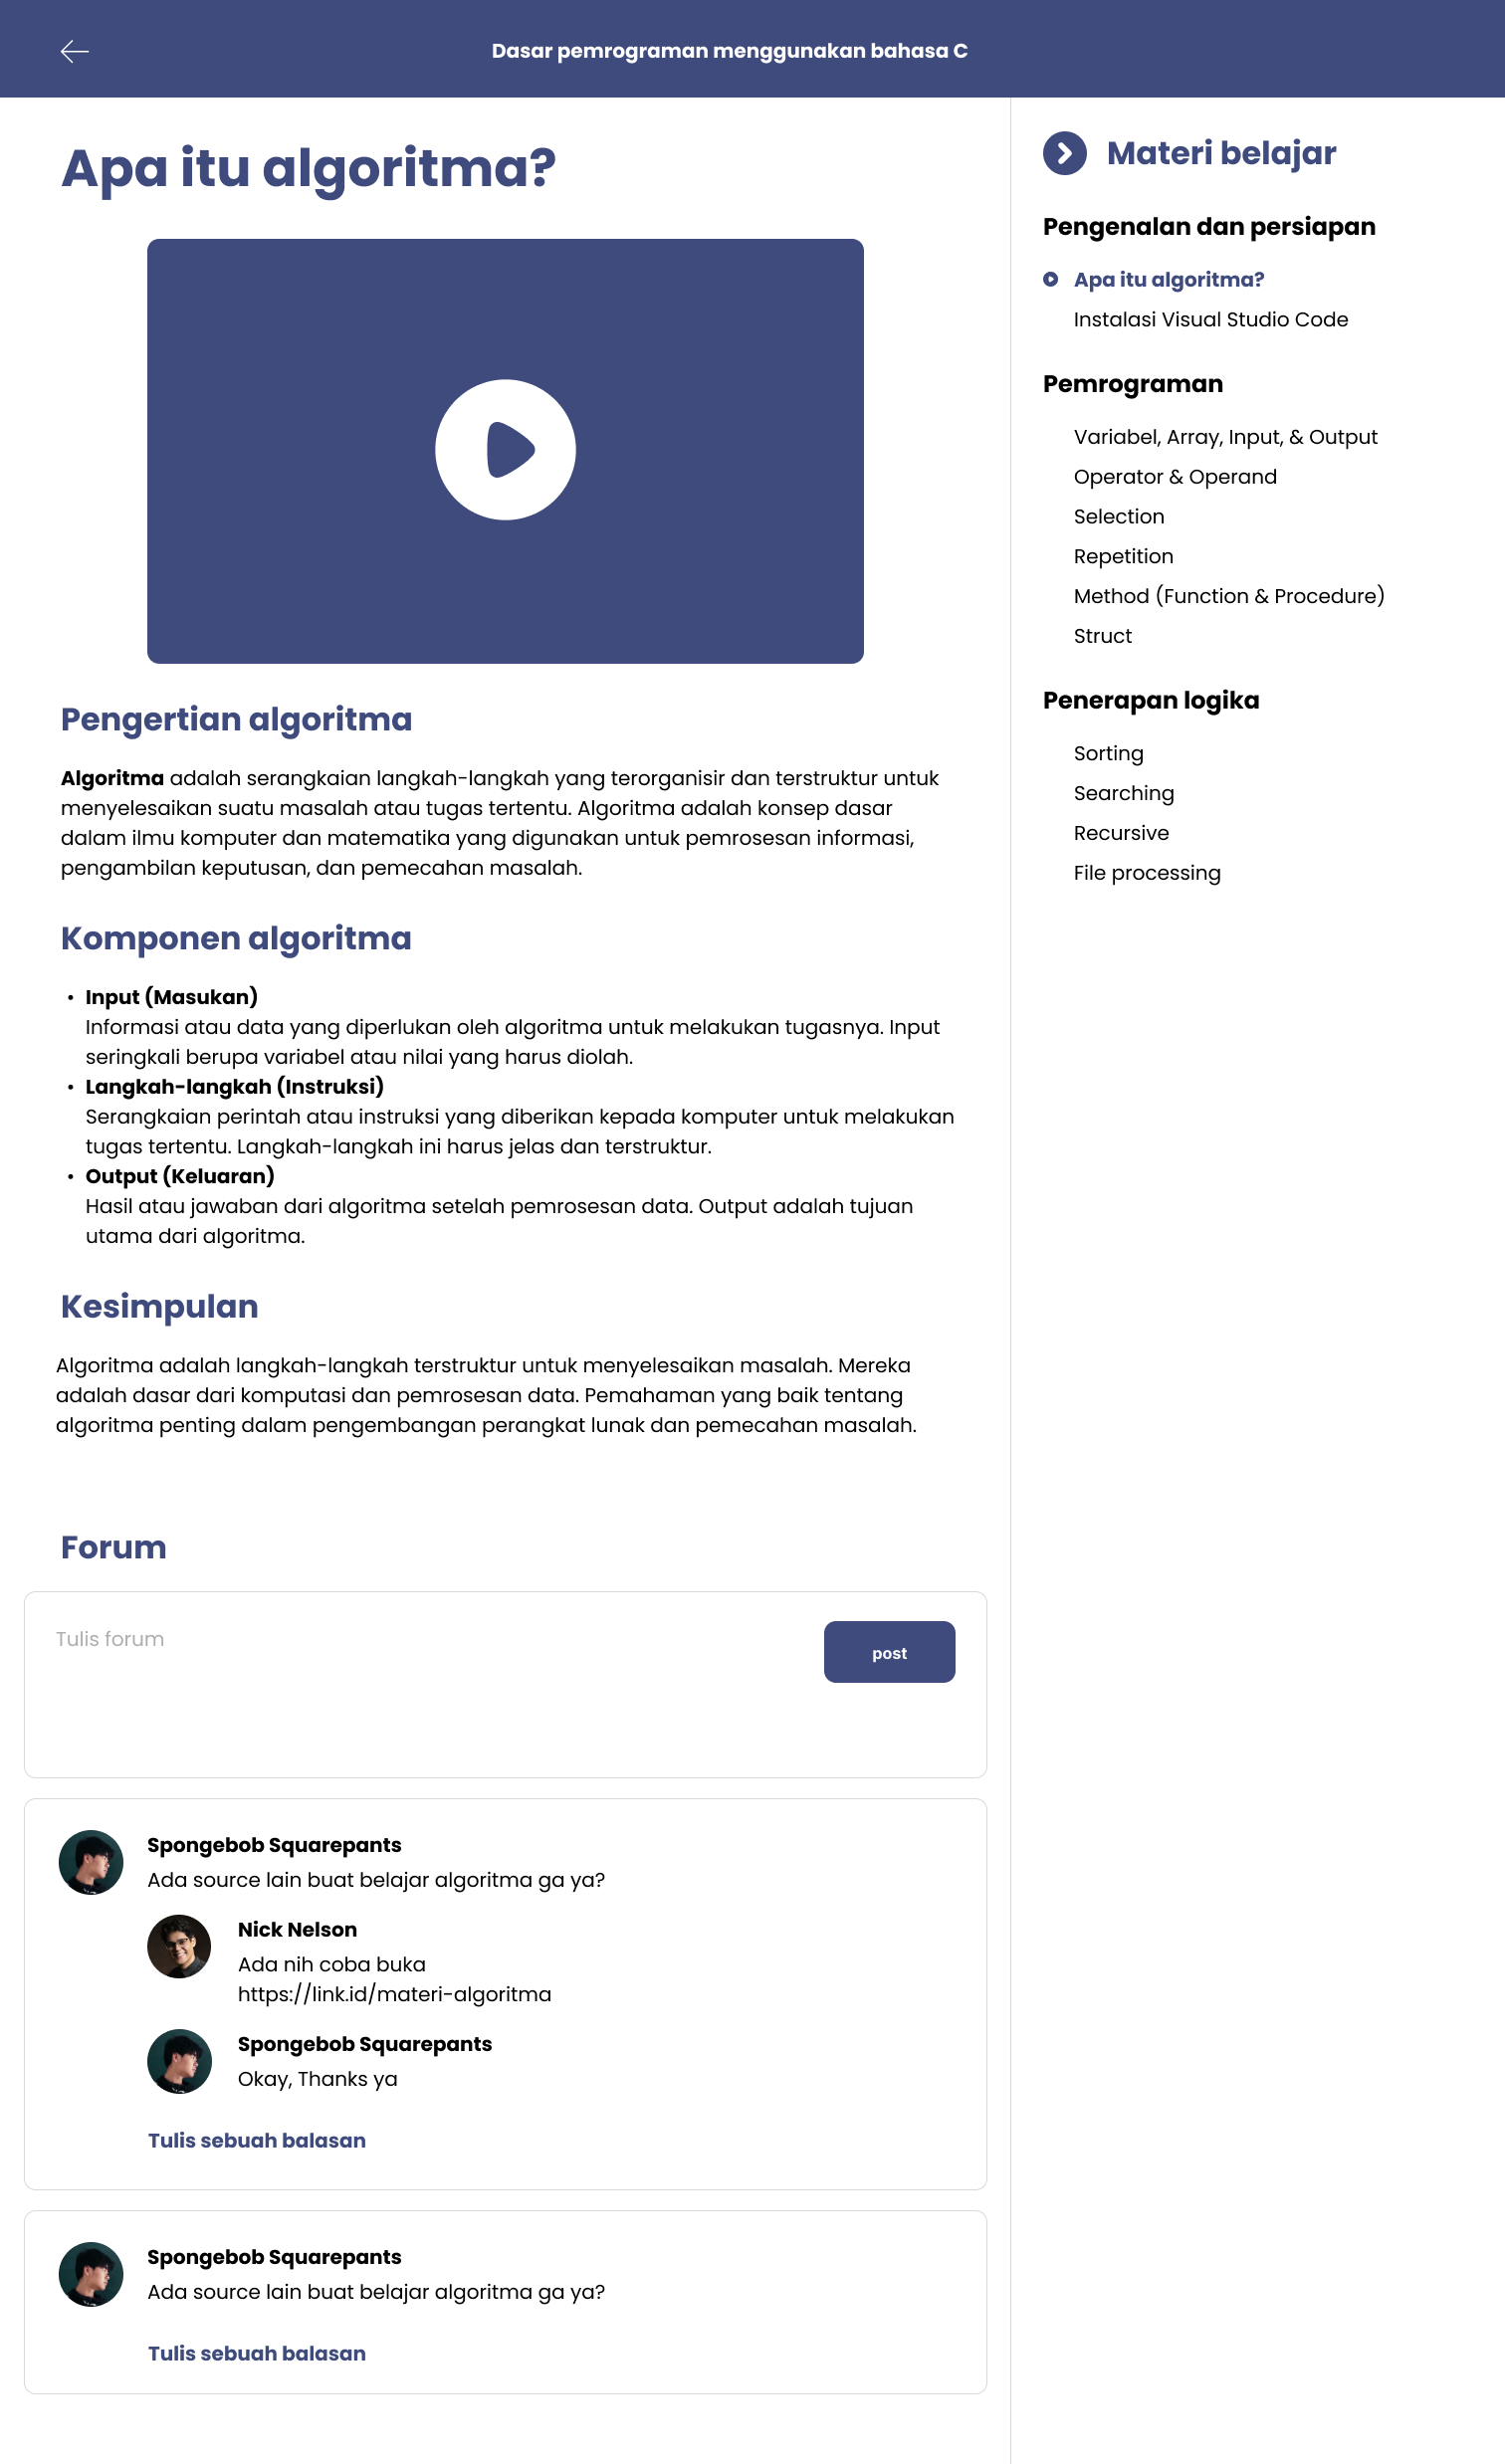 Dasar pemrograman menggunakan bahasa C
Apa itu algoritma?
Pengertian algoritma
Algoritma adalah serangkaian langkah-langkah yang terorganisir dan terstruktur untuk
menyelesaikan suatu masalah atau tugas tertentu. Algoritma adalah konsep dasar
dalam ilmu komputer dan matematika yang digunakan untuk pemrosesan informasi,
pengambilan keputusan, dan pemecahan masalah.
Komponen algoritma
• Input (Masukan)
Informasi atau data yang diperlukan oleh algoritma untuk melakukan tugasnya. Input
seringkali berupa variabel atau nilai yang harus diolah.
• Langkah-langkah (Instruksi)
Serangkaian perintah atau instruksi yang diberikan kepada komputer untuk melakukan
tugas tertentu. Langkah-langkah ini harus jelas dan terstruktur.
• Output (Keluaran)
Hasil atau jawaban dari algoritma setelah pemrosesan data. Output adalah tujuan
utama dari algoritma.
Kesimpulan
Algoritma adalah langkah-langkah terstruktur untuk menyelesaikan masalah. Mereka
adalah dasar dari komputasi dan pemrosesan data. Pemahaman yang baik tentang
algoritma penting dalam pengembangan perangkat lunak dan pemecahan masalah.
Forum
Tulis forum
post
Spongebob Squarepants
Ada source lain buat belajar algoritma ga ya?
Nick Nelson
Ada nih coba buka
https://link.id/materi-algoritma
Spongebob Squarepants
Okay, Thanks ya
Tulis sebuah balasan
Spongebob Squarepants
Ada source lain buat belajar algoritma ga ya?
Tulis sebuah balasan
Materi belajar
Pengenalan dan persiapan
Apa itu algoritma?
Instalasi Visual Studio Code
Pemrograman
Variabel, Array, Input, & Output
Operator & Operand
Selection
Repetition
Method (Function & Procedure)
Struct
Penerapan logika
Sorting
Searching
Recursive
File processing